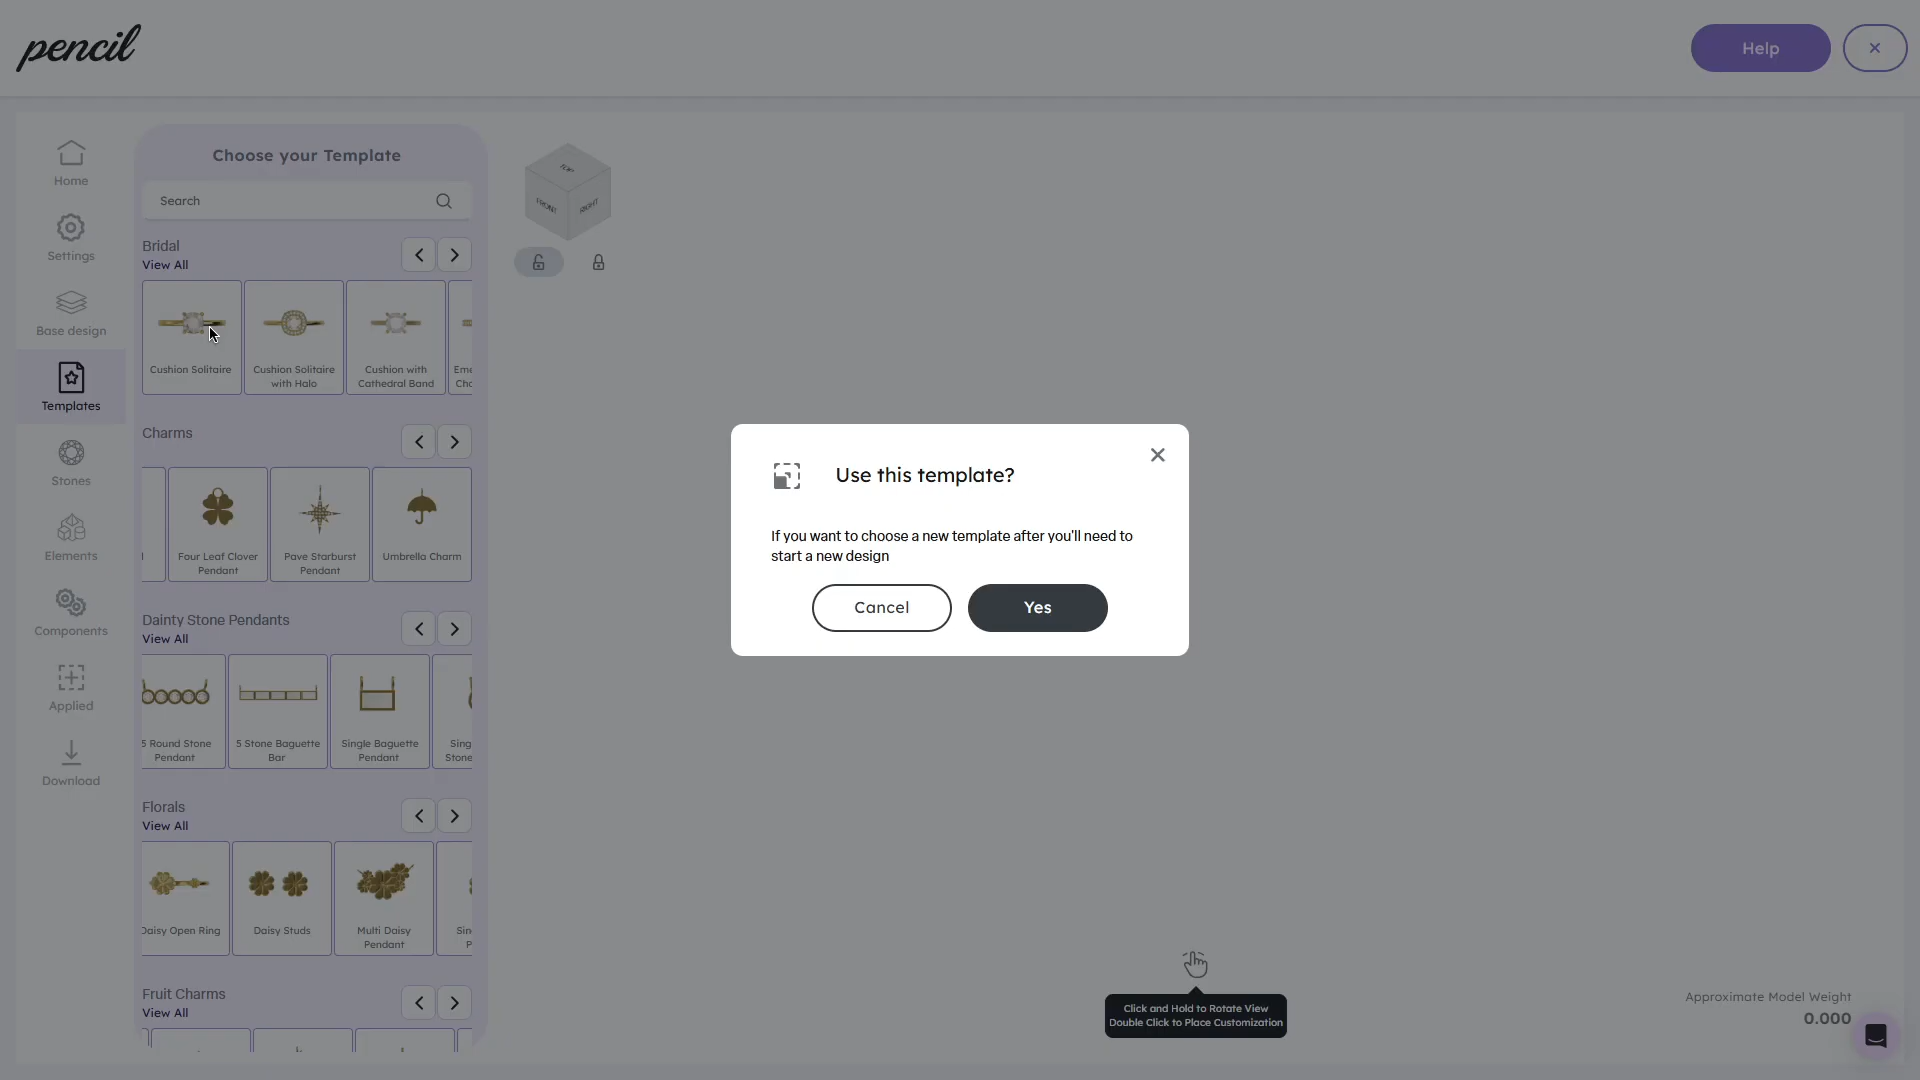 pencil
Help
Home
Settings
Base design
Templates
Stones
Elements
Components
Applied
Download
Choose your Template
Search
Bridal
View All
Cushion Solitaire
Cushion Solitaire
with Halo
Cushion with
Cathedral Band
Charms
Four Leaf Clover
Pendant
Pave Starburst
Pendant
Umbrella Charm
Dainty Stone Pendants
View All
5 Round Stone
Pendant
5 Stone Baguette
Bar
Single Baguette
Pendant
Sing
Stone
Florals
View All
Daisy Open Ring
Daisy Studs
Multi Daisy
Pendant
Fruit Charms
View All
TOP
FRONT
RIGHT
Use this template?
If you want to choose a new template after you'll need to
start a new design
Cancel
Yes
Click and Hold to Rotate View
Double Click to Place Customization
Approximate Model Weight
0.000